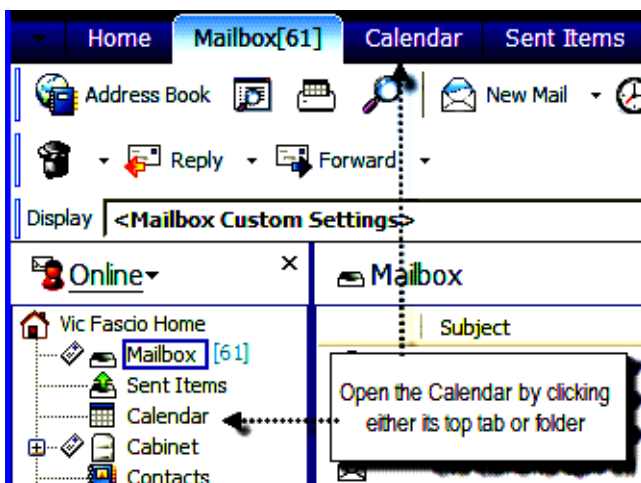 Home Mailbox[61] Calendar Sent Items
Address Book New Mail
Reply Forward
Display <Mailbox Custom Settings>
Online Mailbox
Vic Fascio Home
Subject
Mailbox [61]
Sent Items
Calendar
Cabinet
Contacts
Open the Calendar by clicking
either its top tab or folder